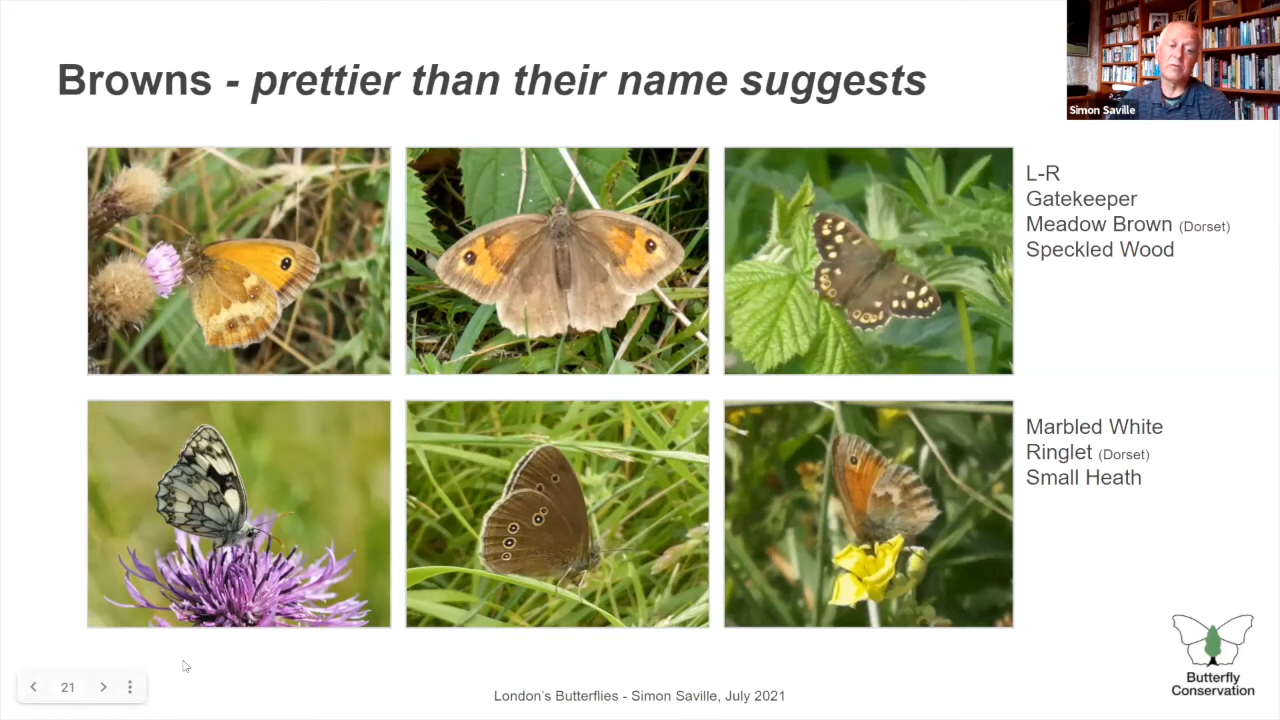 Browns - prettier than their name suggests
Simon Saville
L-R
Gatekeeper
Meadow Brown (Dorset)
Speckled Wood
Marbled White
Ringlet (Dorset)
Small Heath
Butterfly
Conservation
21
London's Butterflies - Simon Saville, July 2021